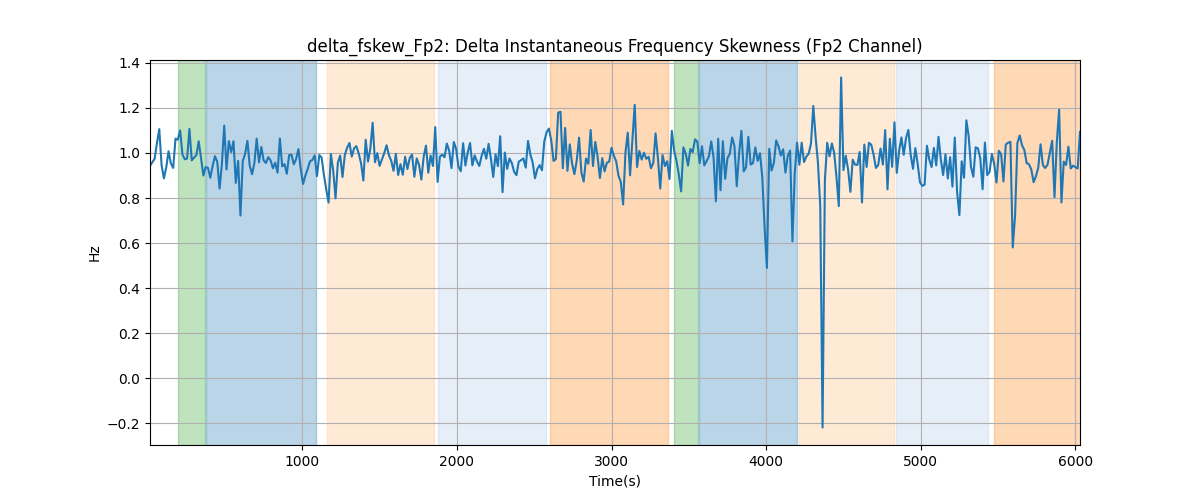 delta_fskew_Fp2: Delta Instantaneous Frequency Skewness (Fp2 Channel)
1.4
1.2
1.0
0.8
0.6
0.4
0.2
0.0
−0.2
Hz
1000 2000 3000 4000 5000 6000
Time(s)